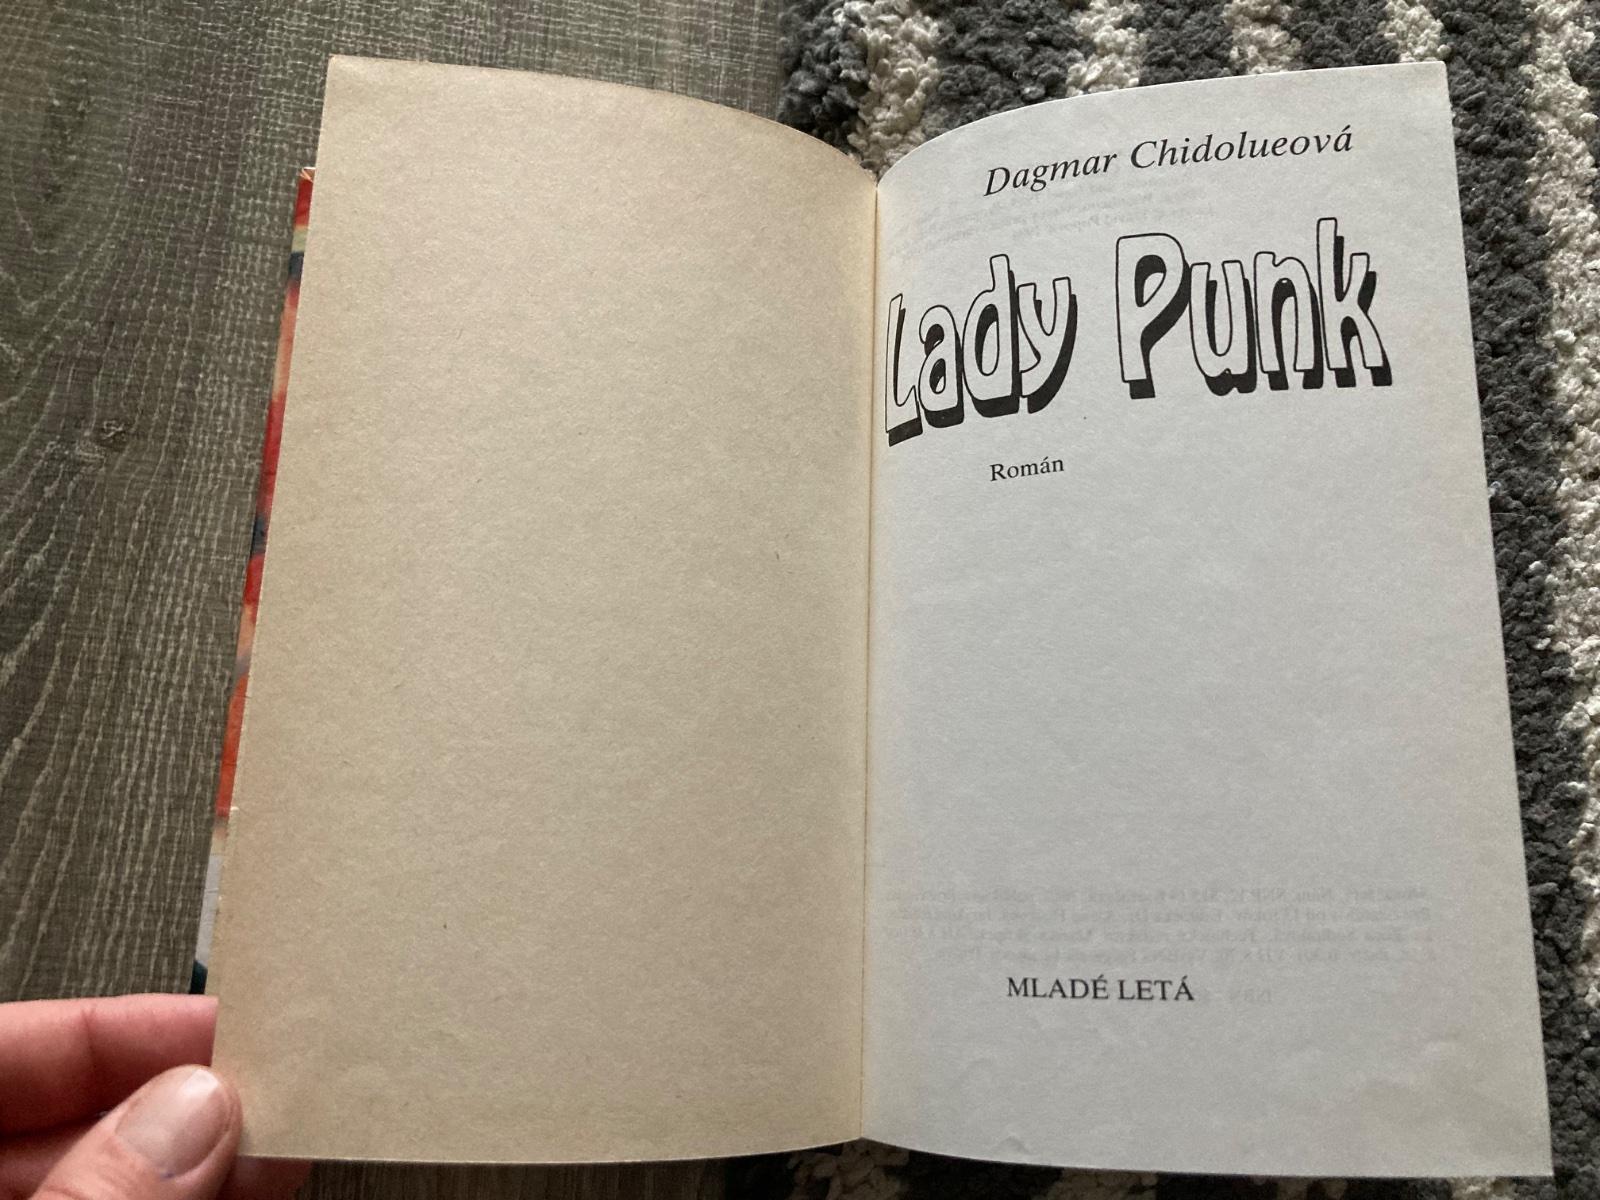 Dagmar Chidolueová
Lady Punk
Román
MLADÉ LETÁ